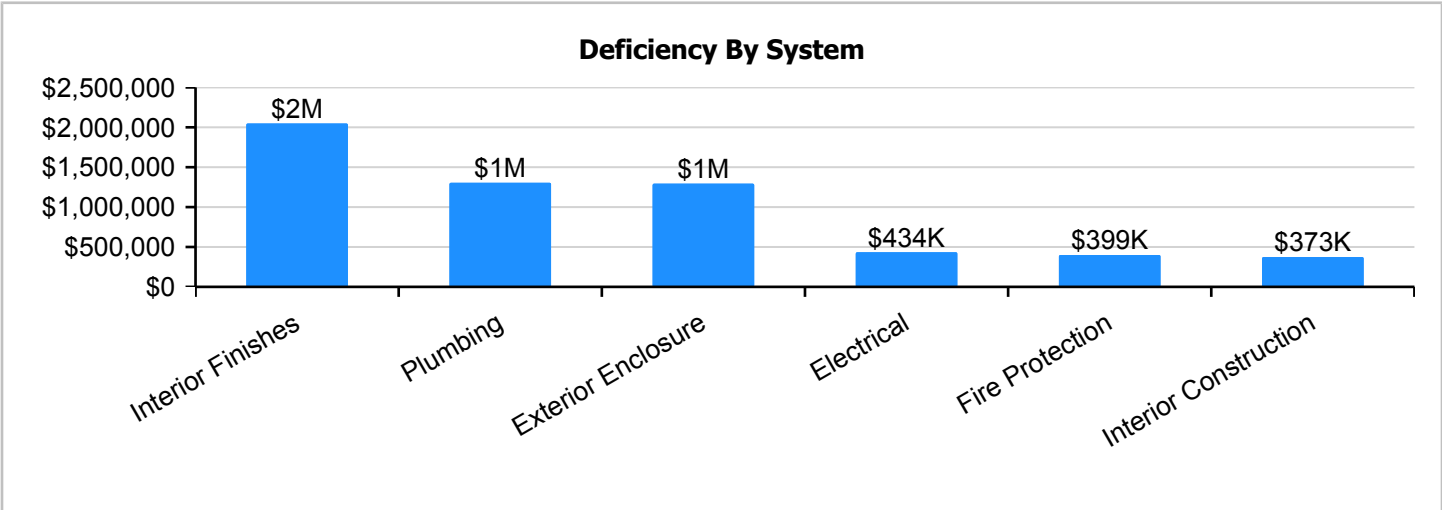 Deficiency By System
$2,500,000
$2,000,000
$1,500,000
$1,000,000
$500,000
$0
$2M
$1M
$1M
$434K
$399K
$373K
Interior Finishes
Plumbing
Exterior Enclosure
Electrical
Fire Protection
Interior Construction